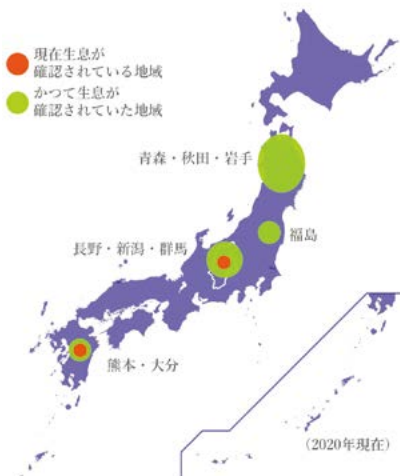 現在生息が
確認されている地域
かつて生息が
確認されていた地域
青森・秋田・岩手
福島
長野・新潟・群馬
熊本・大分
(2020年現在)